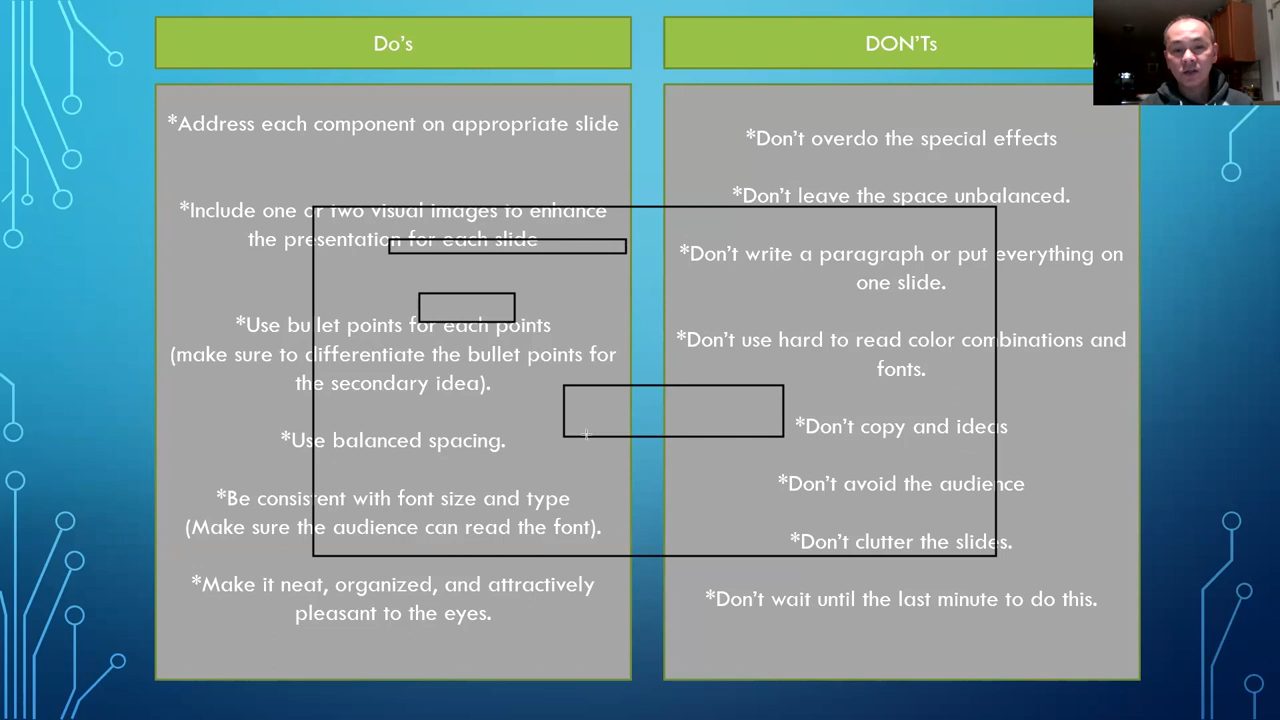 Do's
*Address each component on appropriate slide
*Include one or two visual images to enhance
the presentation for each slide
*Use bullet points for each points
(make sure to differentiate the bullet points for
the secondary idea).
*Use balanced spacing.
*Be consistent with font size and type
(Make sure the audience can read the font).
*Make it neat, organized, and attractively
pleasant to the eyes.
DON'Ts
*Don't overdo the special effects
*Don't leave the space unbalanced.
*Don't write a paragraph or put everything on
one slide.
*Don't use hard to read color combinations and
fonts.
*Don't copy and ideas
*Don't avoid the audience
*Don't clutter the slides.
*Don't wait until the last minute to do this.